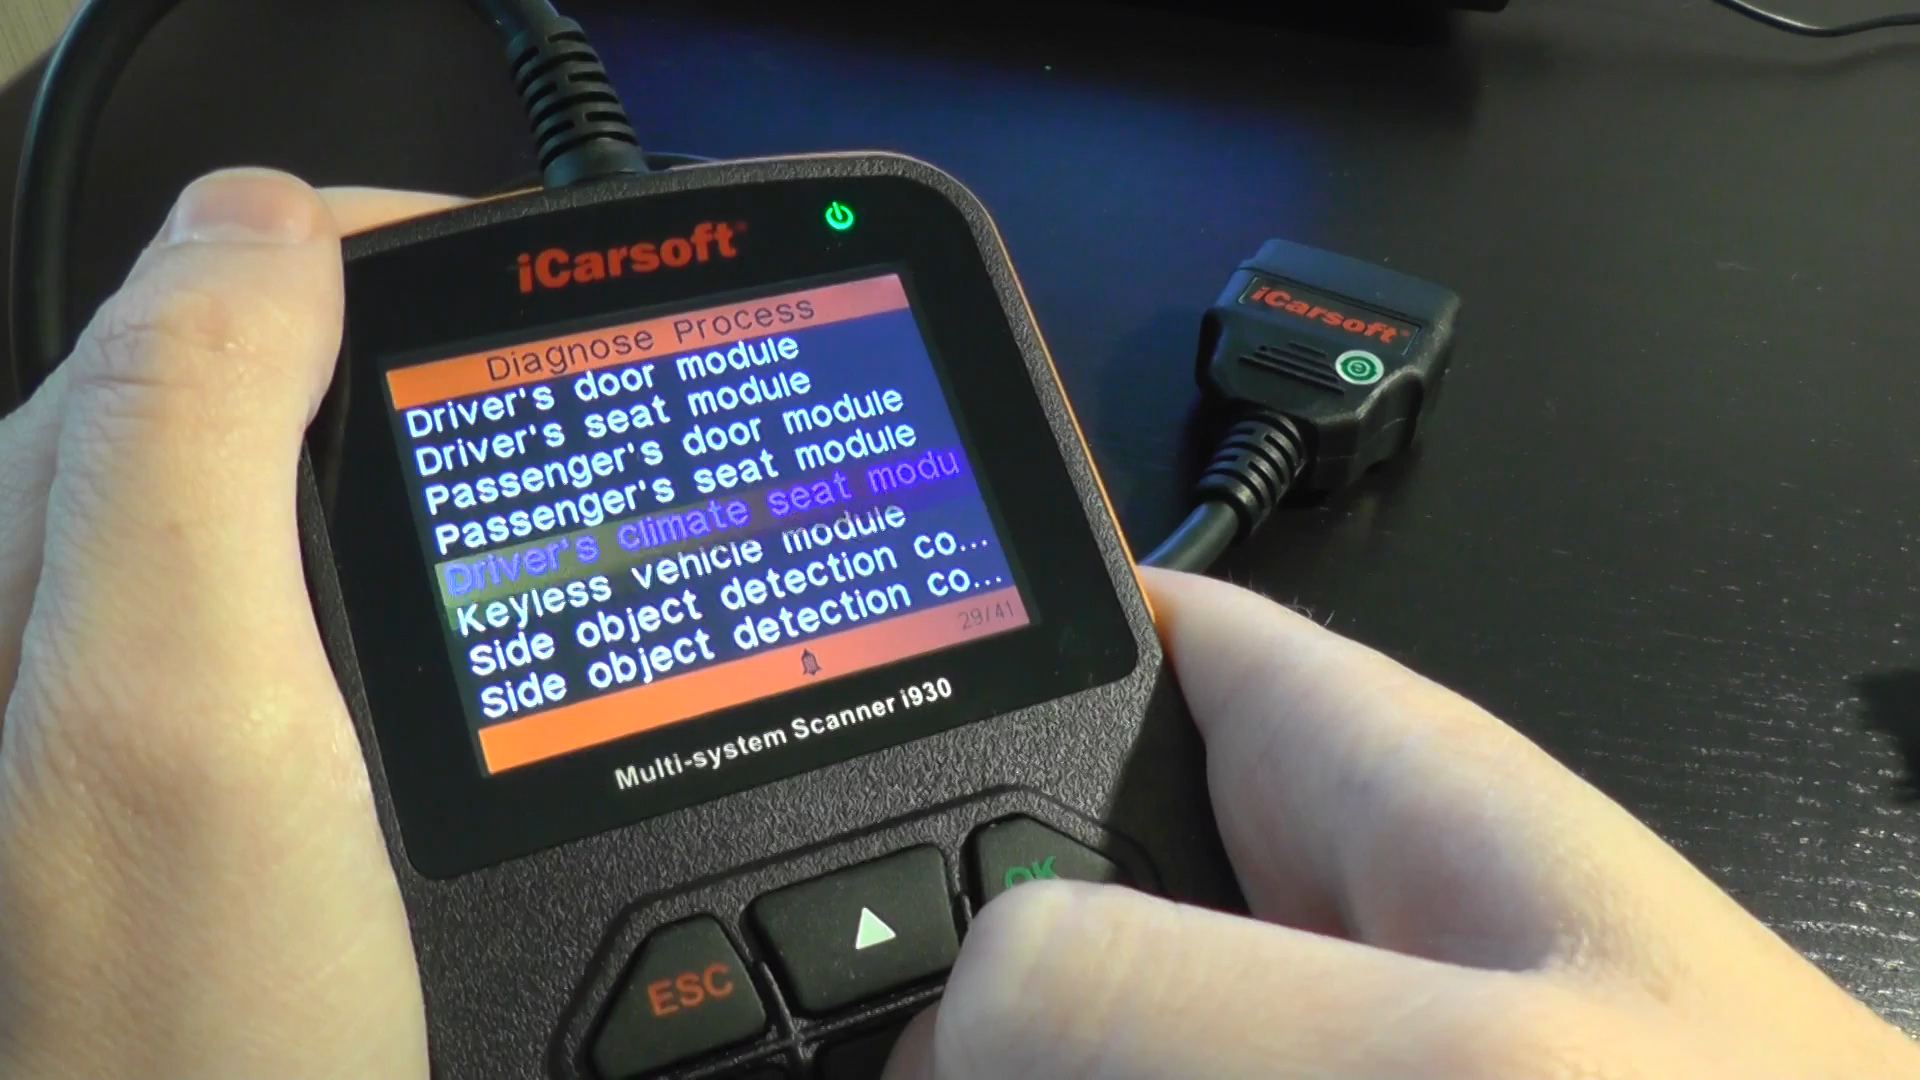 iCarsoft
Diagnose Process
Driver's door module
Driver's seat module
Passenger's door module
Passenger's seat module
Driver's climate seat modu
Keyless vehicle module
Side object detection co...
Side object detection co...
29/41
Multi-system Scanner i930
ESC
OK
iCarsoft